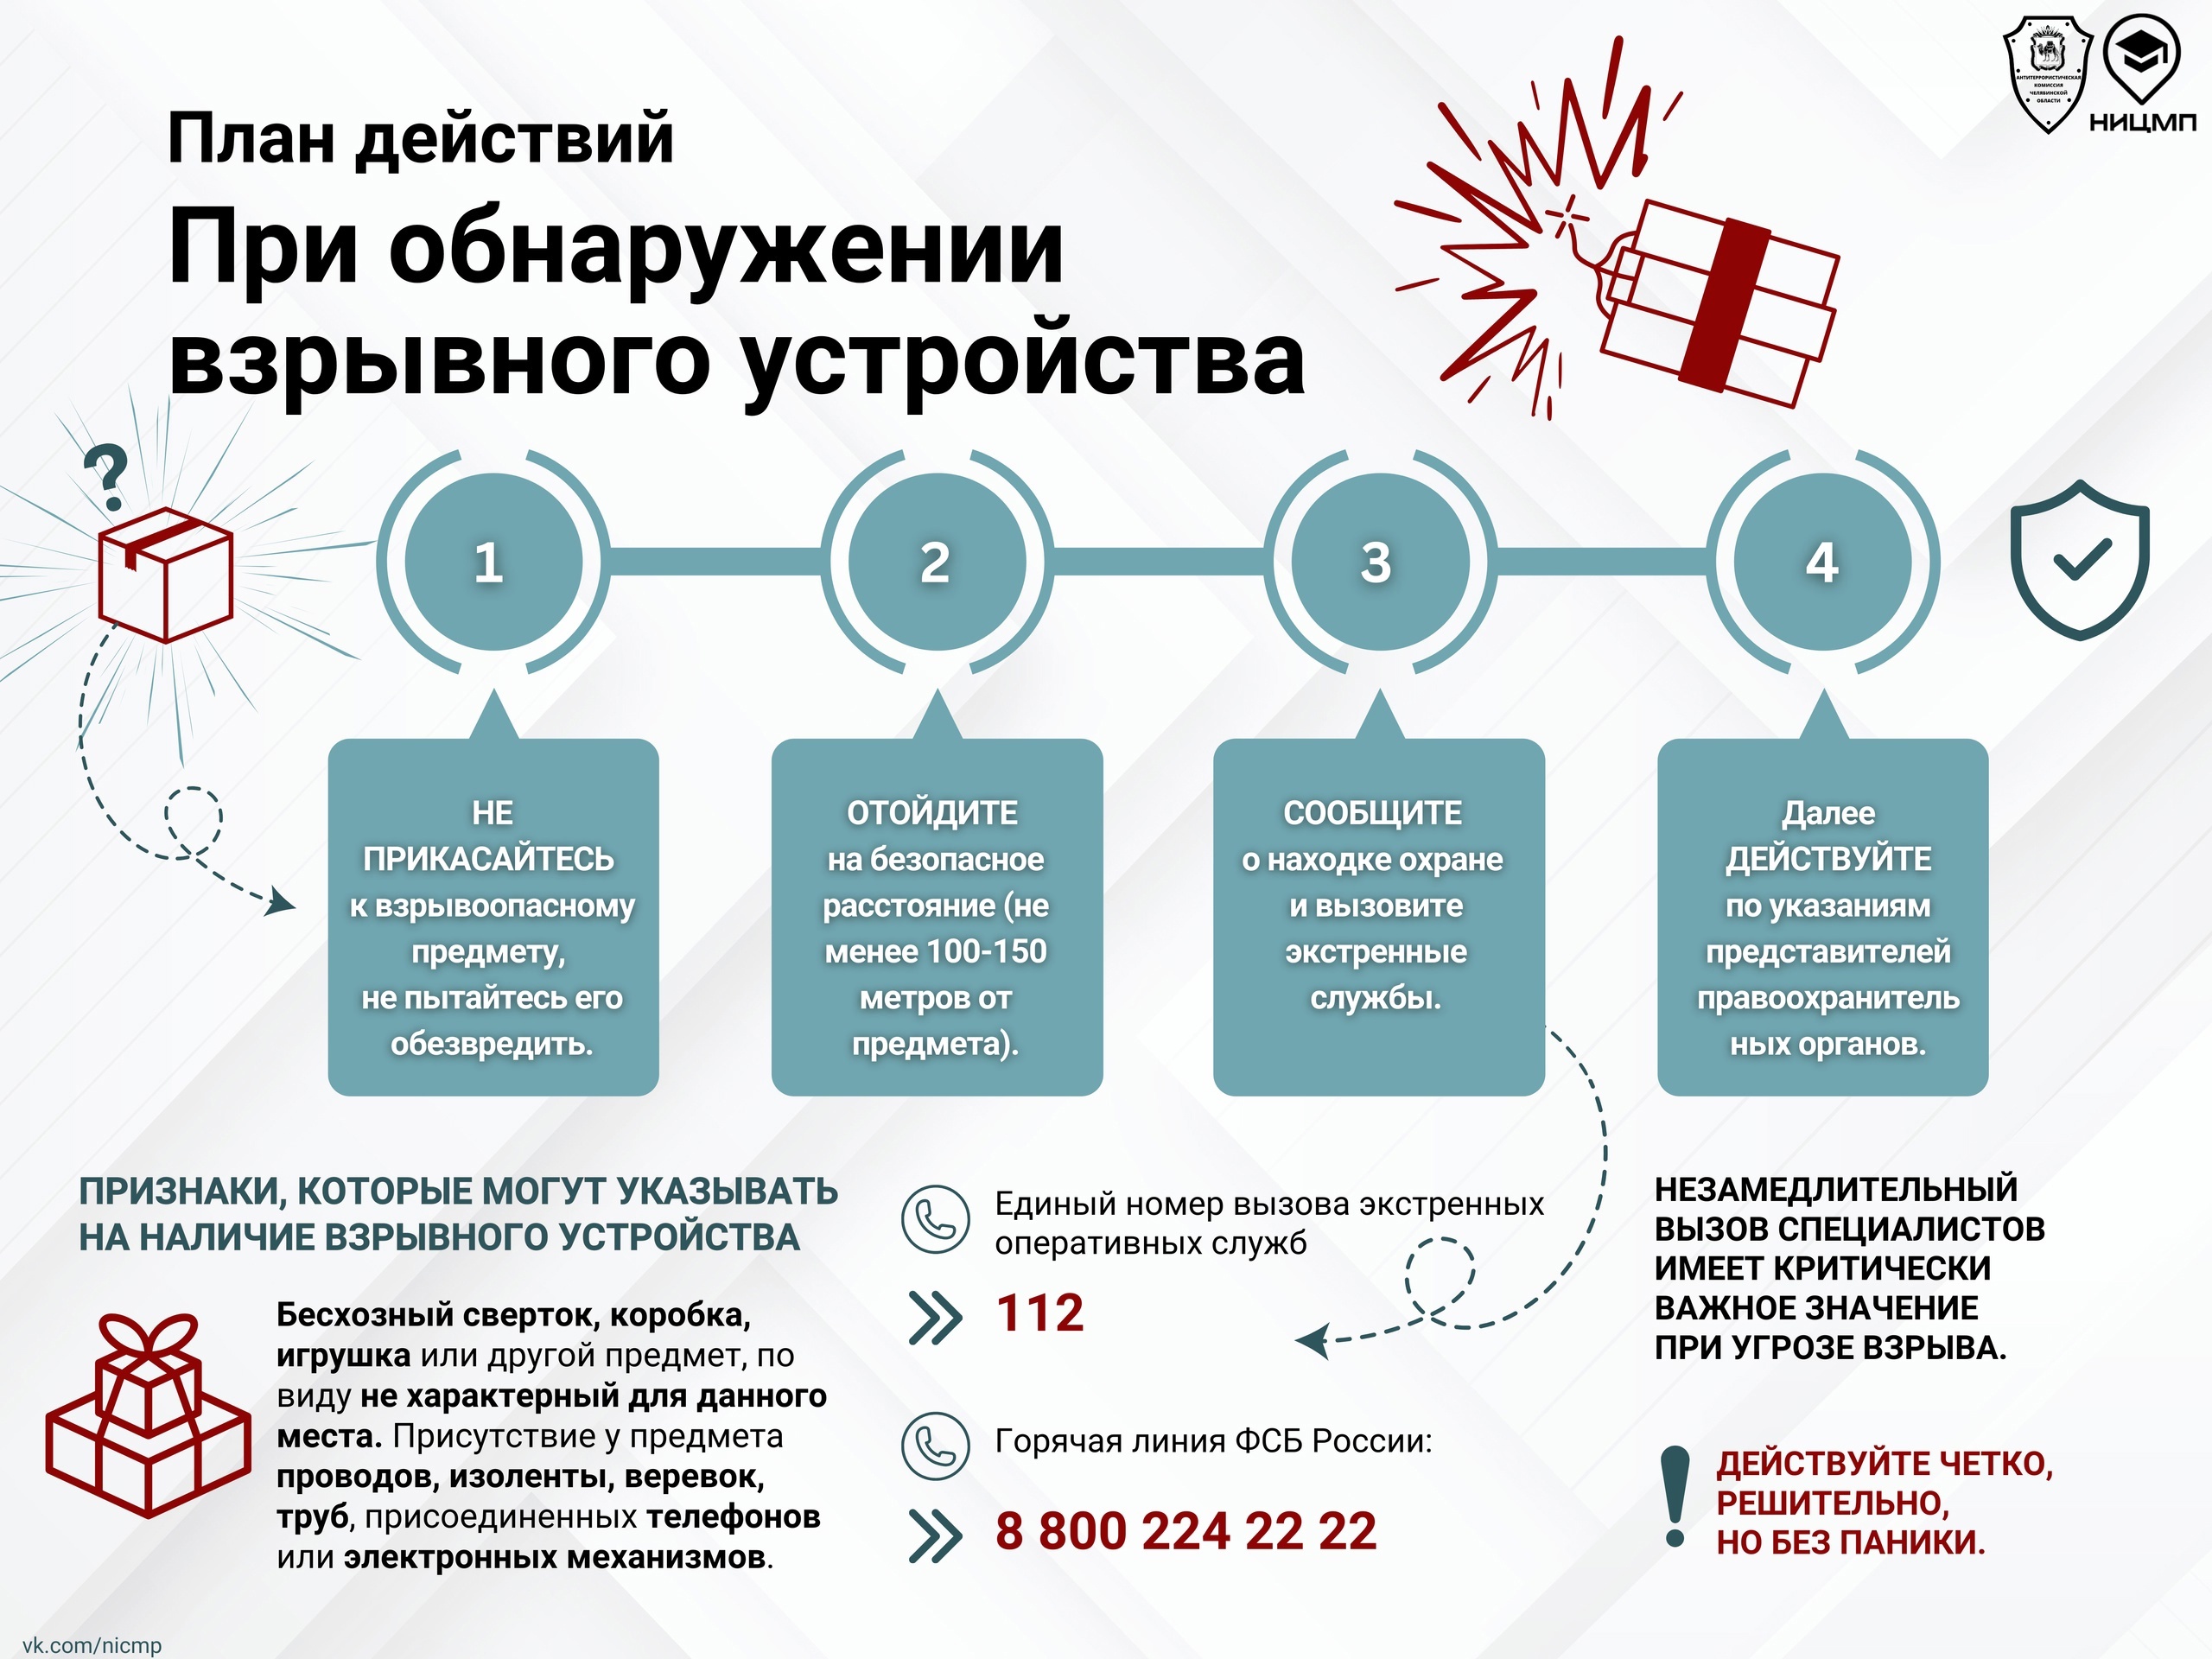 АНТИТЕРРОРИСТИЧЕСКАЯ
КОМИССИЯ
ЧЕЛЯБИНСКОЙ
ОБЛАСТИ
НИЦМП
План действий
При обнаружении
взрывного устройства
?
1
2
3
4
НЕ
ПРИКАСАЙТЕСЬ
к взрывоопасному
предмету,
не пытайтесь его
обезвредить.
ОТОЙДИТЕ
на безопасное
расстояние (не
менее 100-150
метров от
предмета).
СООБЩИТЕ
о находке охране
и вызовите
экстренные
службы.
Далее
ДЕЙСТВУЙТЕ
по указаниям
представителей
правоохранитель
ных органов.
ПРИЗНАКИ, КОТОРЫЕ МОГУТ УКАЗЫВАТЬ
НА НАЛИЧИЕ ВЗРЫВНОГО УСТРОЙСТВА
Бесхозный сверток, коробка,
игрушка или другой предмет, по
виду не характерный для данного
места. Присутствие у предмета
проводов, изоленты, веревок,
труб, присоединенных телефонов
или электронных механизмов.
Единый номер вызова экстренных
оперативных служб
112
Горячая линия ФСБ России:
8 800 224 22 22
НЕЗАМЕДЛИТЕЛЬНЫЙ
ВЫЗОВ СПЕЦИАЛИСТОВ
ИМЕЕТ КРИТИЧЕСКИ
ВАЖНОЕ ЗНАЧЕНИЕ
ПРИ УГРОЗЕ ВЗРЫВА.
ДЕЙСТВУЙТЕ ЧЕТКО,
РЕШИТЕЛЬНО,
НО БЕЗ ПАНИКИ.
vk.com/nicmp